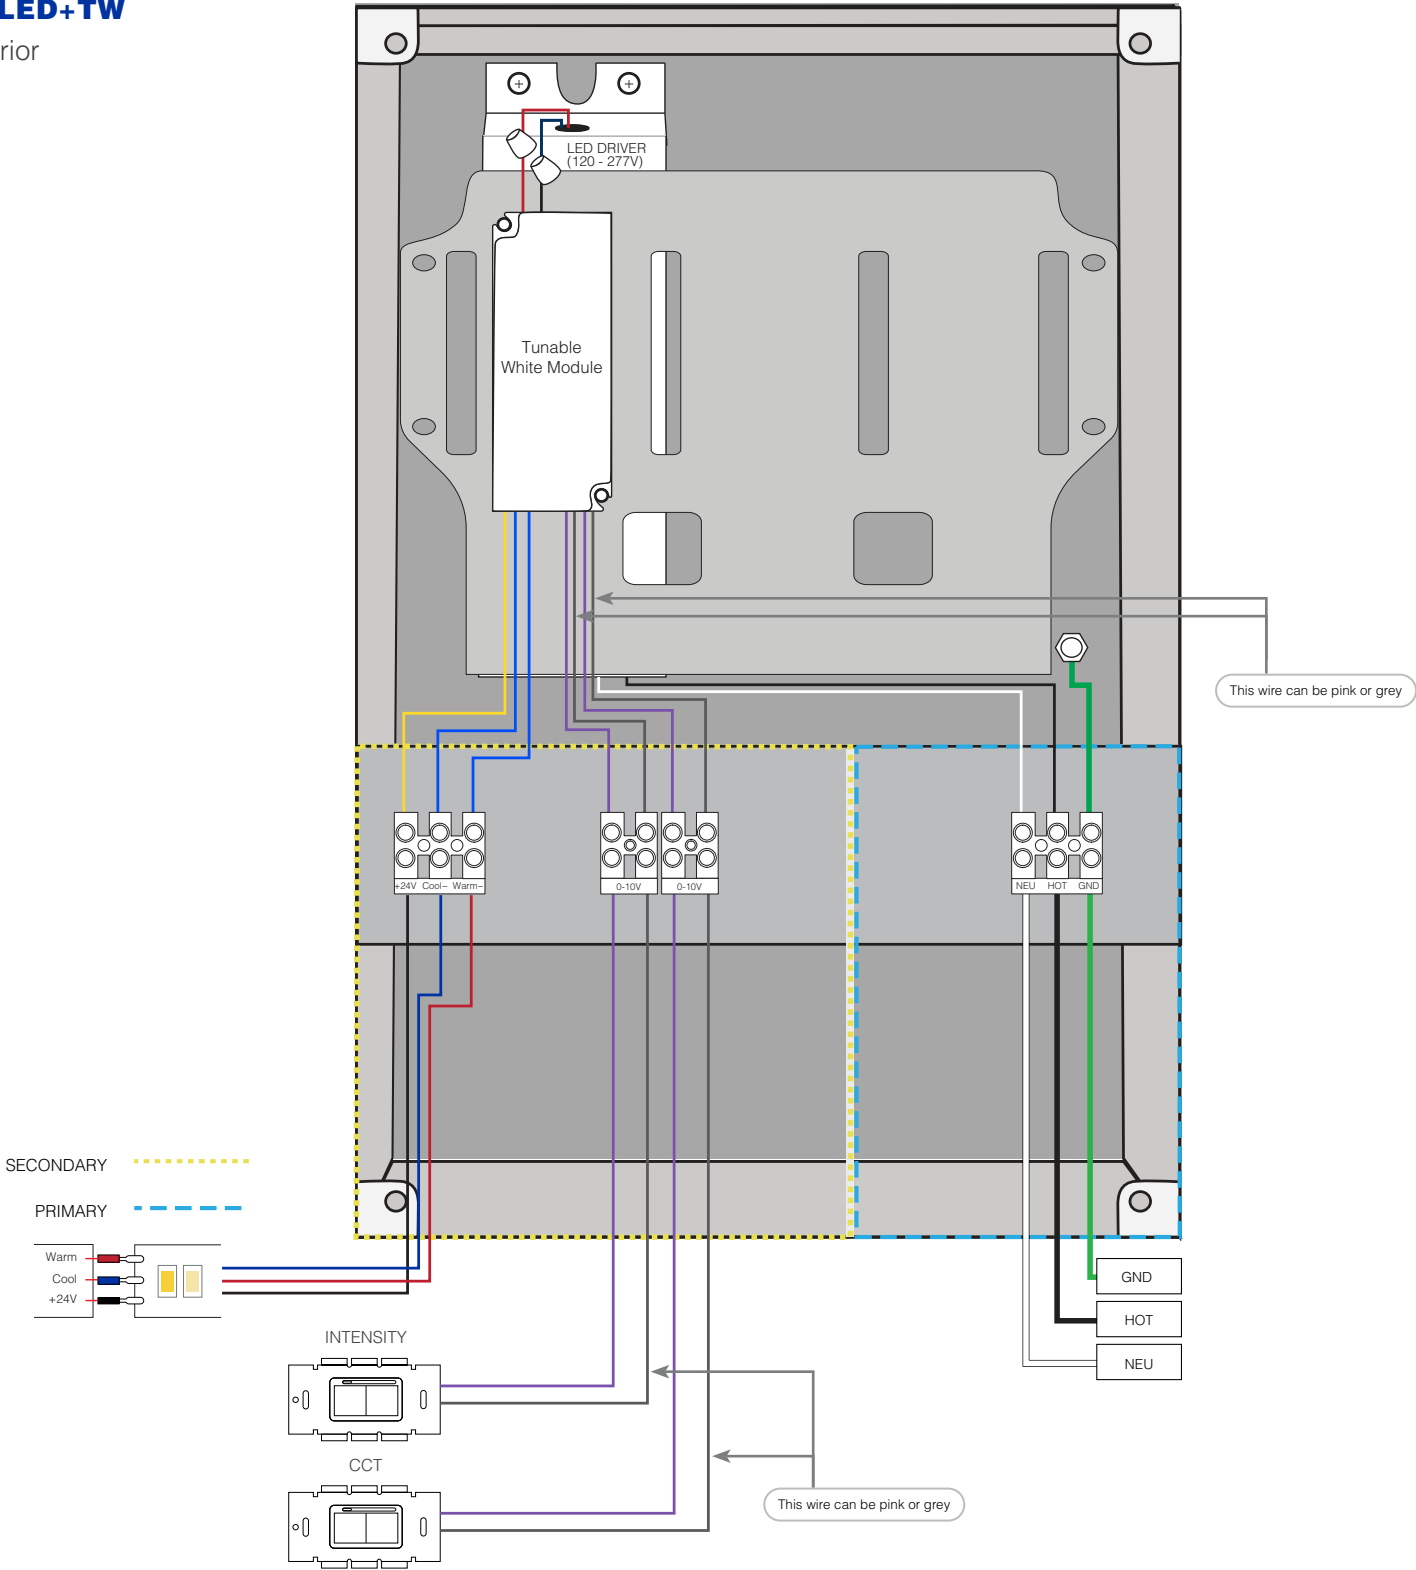 LED+TW
rior
LED DRIVER
(120 - 277V)
Tunable
White Module
This wire can be pink or grey
+24V Cool– Warm–
0-10V
0-10V
NEU HOT GND
SECONDARY
PRIMARY
Warm
Cool
+24V
GND
HOT
NEU
INTENSITY
CCT
This wire can be pink or grey